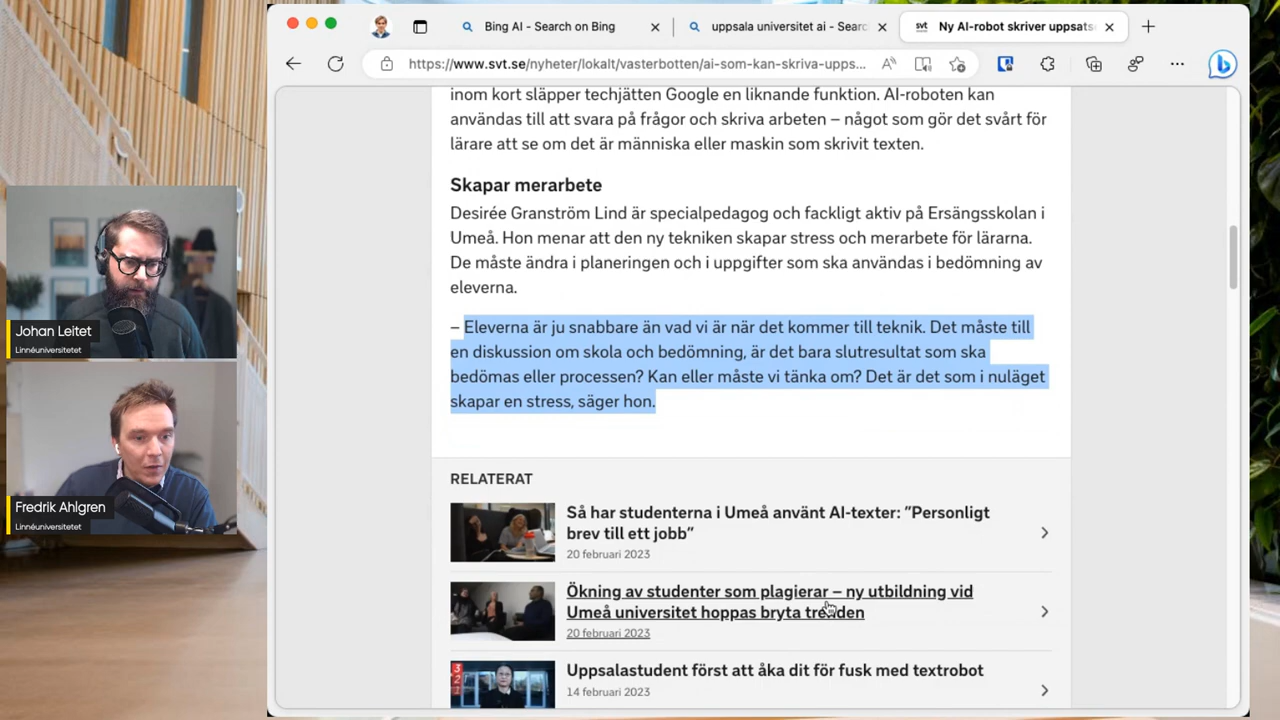 Bing AI - Search on Bing
uppsala universitet ai - Searc
svt Ny AI-robot skriver uppsats
https://www.svt.se/nyheter/lokalt/vasterbotten/ai-som-kan-skriva-upps...
inom kort släpper techjätten Google en liknande funktion. AI-roboten kan
användas till att svara på frågor och skriva arbeten – något som gör det svårt för
lärare att se om det är människa eller maskin som skrivit texten.
Skapar merarbete
Desirée Granström Lind är specialpedagog och fackligt aktiv på Ersängsskolan i
Umeå. Hon menar att den ny tekniken skapar stress och merarbete för lärarna.
De måste ändra i planeringen och i uppgifter som ska användas i bedömning av
eleverna.
– Eleverna är ju snabbare än vad vi är när det kommer till teknik. Det måste till
en diskussion om skola och bedömning, är det bara slutresultat som ska
bedömas eller processen? Kan eller måste vi tänka om? Det är det som i nuläget
skapar en stress, säger hon.
RELATERAT
Så har studenterna i Umeå använt AI-texter: ”Personligt
brev till ett jobb”
20 februari 2023
Ökning av studenter som plagierar – ny utbildning vid
Umeå universitet hoppas bryta trenden
20 februari 2023
Uppsalastudent först att åka dit för fusk med textrobot
14 februari 2023
Johan Leitet
Linnéuniversitetet
Fredrik Ahlgren
Linnéuniversitetet